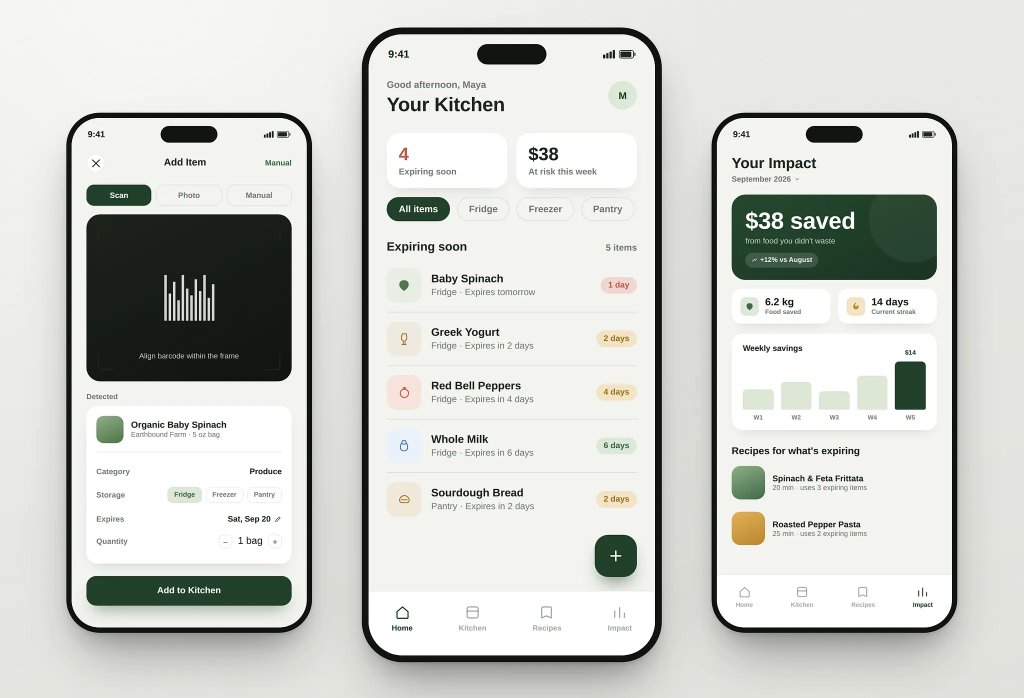 9:41
Add Item
Manual
Scan
Photo
Manual
Align barcode within the frame
Detected
Organic Baby Spinach
Earthbound Farm · 5 oz bag
Category
Produce
Storage
Fridge
Freezer
Pantry
Expires
Sat, Sep 20
Quantity
− 1 bag +
Add to Kitchen
9:41
Good afternoon, Maya
Your Kitchen
M
4
Expiring soon
$38
At risk this week
All items
Fridge
Freezer
Pantry
Expiring soon
5 items
Baby Spinach
Fridge · Expires tomorrow
1 day
Greek Yogurt
Fridge · Expires in 2 days
2 days
Red Bell Peppers
Fridge · Expires in 4 days
4 days
Whole Milk
Fridge · Expires in 6 days
6 days
Sourdough Bread
Pantry · Expires in 2 days
2 days
+
Home
Kitchen
Recipes
Impact
9:41
Your Impact
September 2026
$38 saved
from food you didn't waste
+12% vs August
6.2 kg
Food saved
14 days
Current streak
Weekly savings
$14
W1
W2
W3
W4
W5
Recipes for what's expiring
Spinach & Feta Frittata
20 min · uses 3 expiring items
Roasted Pepper Pasta
25 min · uses 2 expiring items
Home
Kitchen
Recipes
Impact